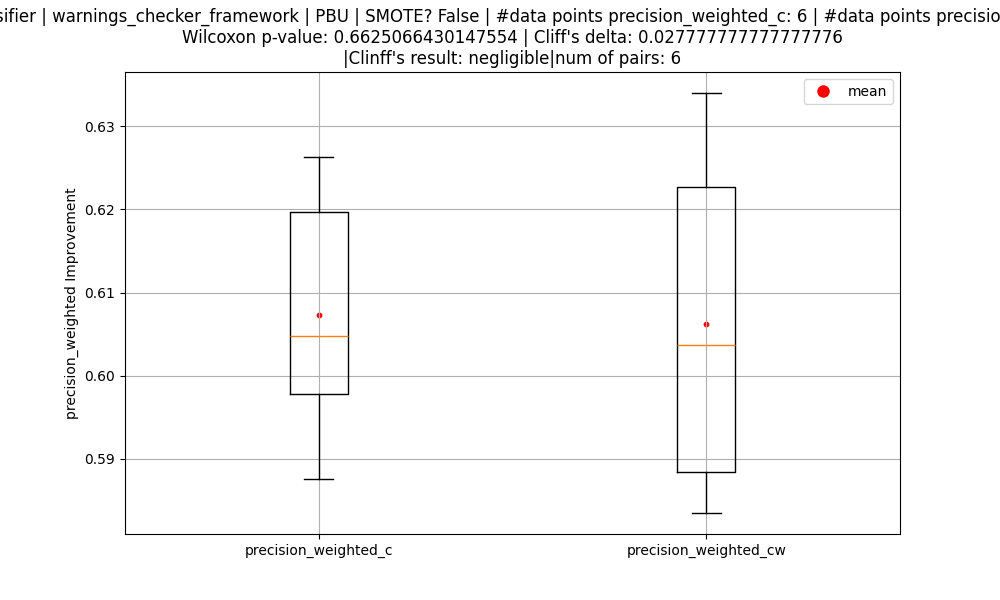 | warnings_checker_framework | PBU | SMOTE? False | #data points precision_weighted_c: 6 | #data points
Wilcoxon p-value: 0.6625066430147554 | Cliff's delta: 0.027777777777777776
|Clinff's result: negligible|num of pairs: 6
mean
0.63
0.62
0.61
0.60
0.59
precision_weighted Improvement
precision_weighted_c
precision_weighted_cw